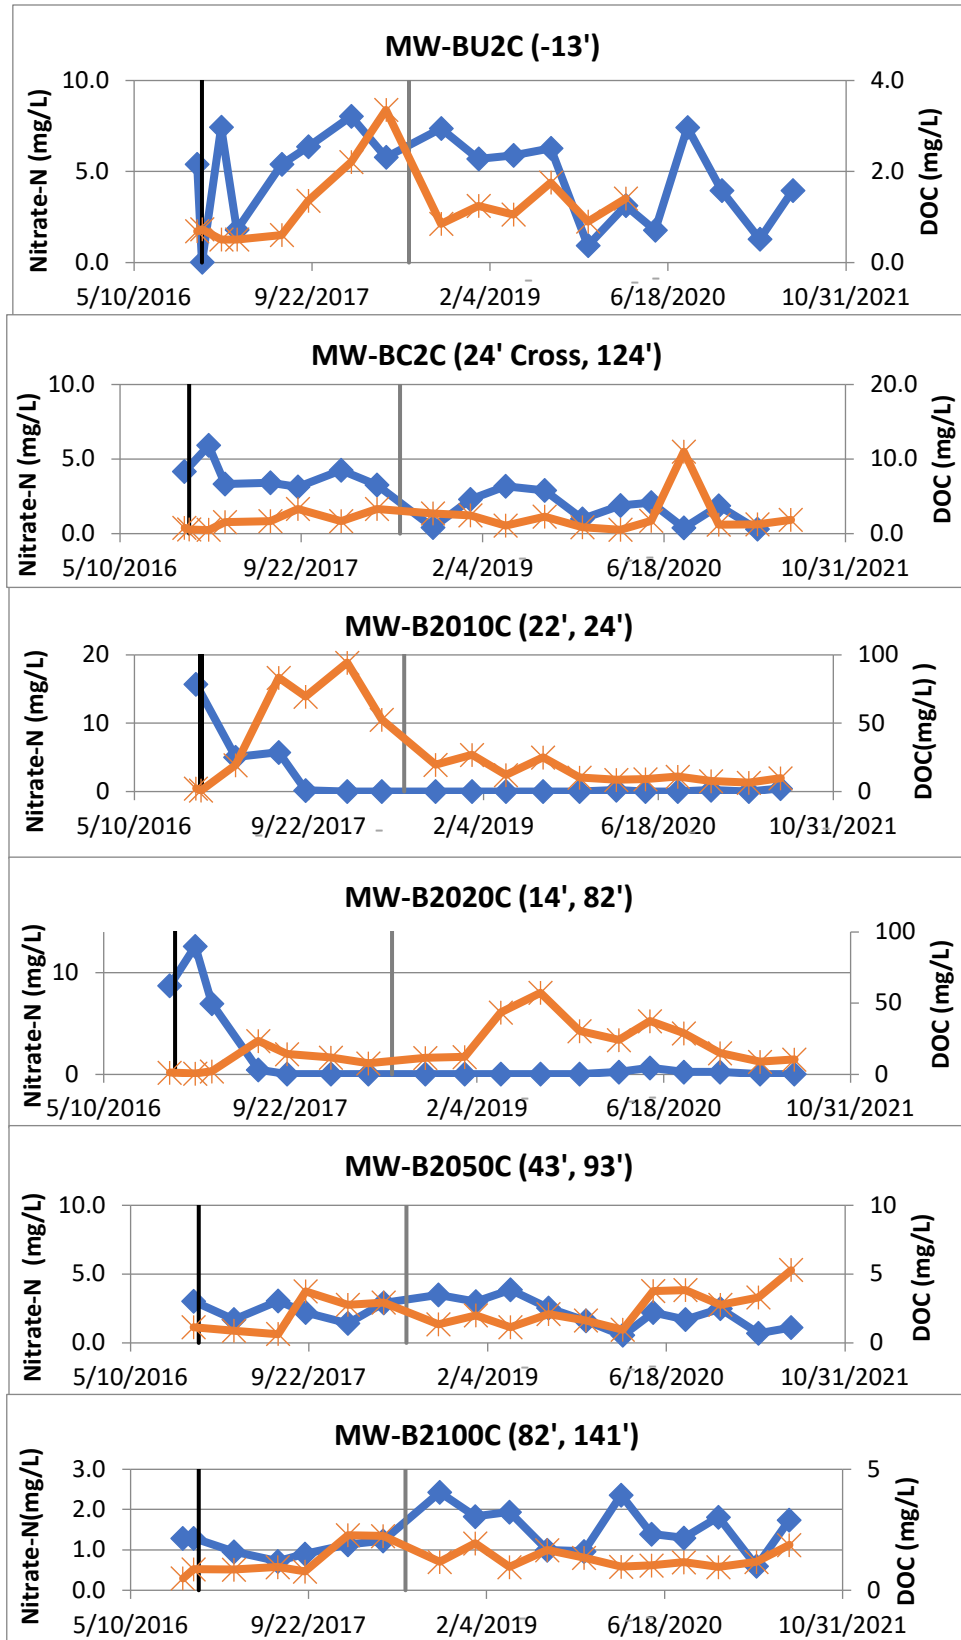 MW-BU2C (-13')
Nitrate-N (mg/L)
10.0
5.0
0.0
4.0
2.0
0.0
DOC (mg/L)
5/10/2016 9/22/2017 2/4/2019 6/18/2020 10/31/2021
MW-BC2C (24' Cross, 124')
Nitrate-N (mg/L)
10.0
5.0
0.0
20.0
10.0
0.0
DOC (mg/L)
5/10/2016 9/22/2017 2/4/2019 6/18/2020 10/31/2021
MW-B2010C (22', 24')
Nitrate-N (mg/L)
20
10
0
100
50
0
DOC(mg/L) )
5/10/2016 9/22/2017 2/4/2019 6/18/2020 10/31/2021
MW-B2020C (14', 82')
Nitrate-N (mg/L)
10
0
100
50
0
DOC (mg/L)
5/10/2016 9/22/2017 2/4/2019 6/18/2020 10/31/2021
MW-B2050C (43', 93')
Nitrate-N (mg/L)
10.0
5.0
0.0
10
5
0
DOC (mg/L)
5/10/2016 9/22/2017 2/4/2019 6/18/2020 10/31/2021
MW-B2100C (82', 141')
Nitrate-N(mg/L)
3.0
2.0
1.0
0.0
5
0
DOC (mg/L)
5/10/2016 9/22/2017 2/4/2019 6/18/2020 10/31/2021